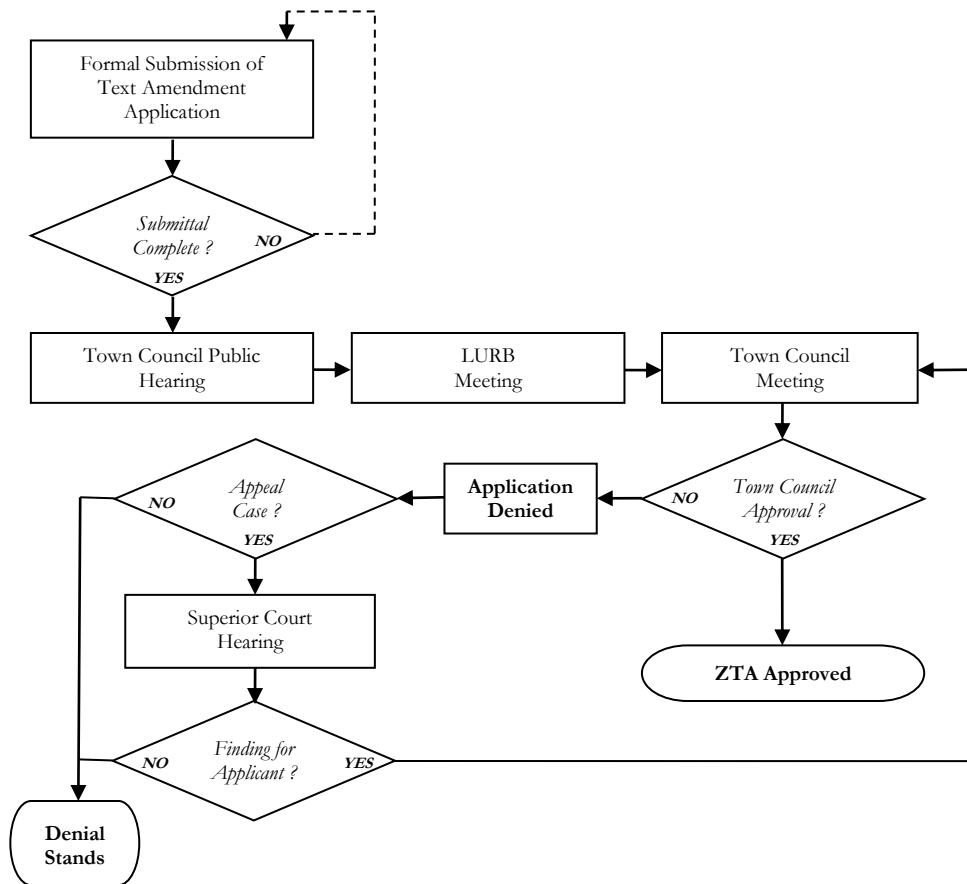 Formal Submission of
Text Amendment
Application
Submittal
Complete ?
NO
YES
Town Council Public
Hearing
LURB
Meeting
Town Council
Meeting
Town Council
Approval ?
NO
YES
Application
Denied
Appeal
Case ?
NO
YES
Superior Court
Hearing
ZTA Approved
Finding for
Applicant ?
NO
YES
Denial
Stands